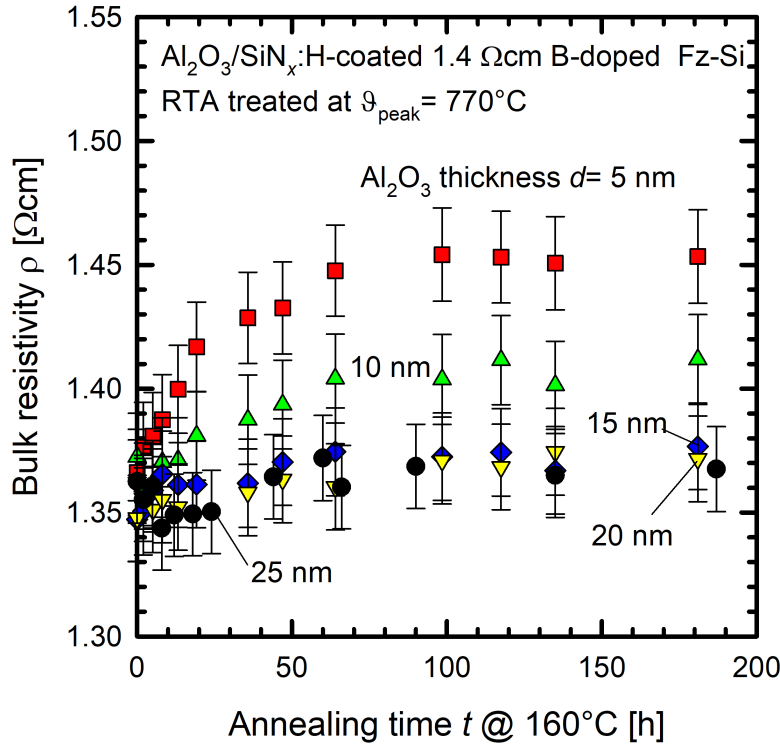 Al₂O₃/SiNₓ:H-coated 1.4 Ωcm B-doped Fz-Si
RTA treated at ϑpeak= 770°C
Al₂O₃ thickness d= 5 nm
10 nm
15 nm
20 nm
25 nm
Bulk resistivity ρ [Ωcm]
1.55
1.50
1.45
1.40
1.35
1.30
0 50 100 150 200
Annealing time t @ 160°C [h]